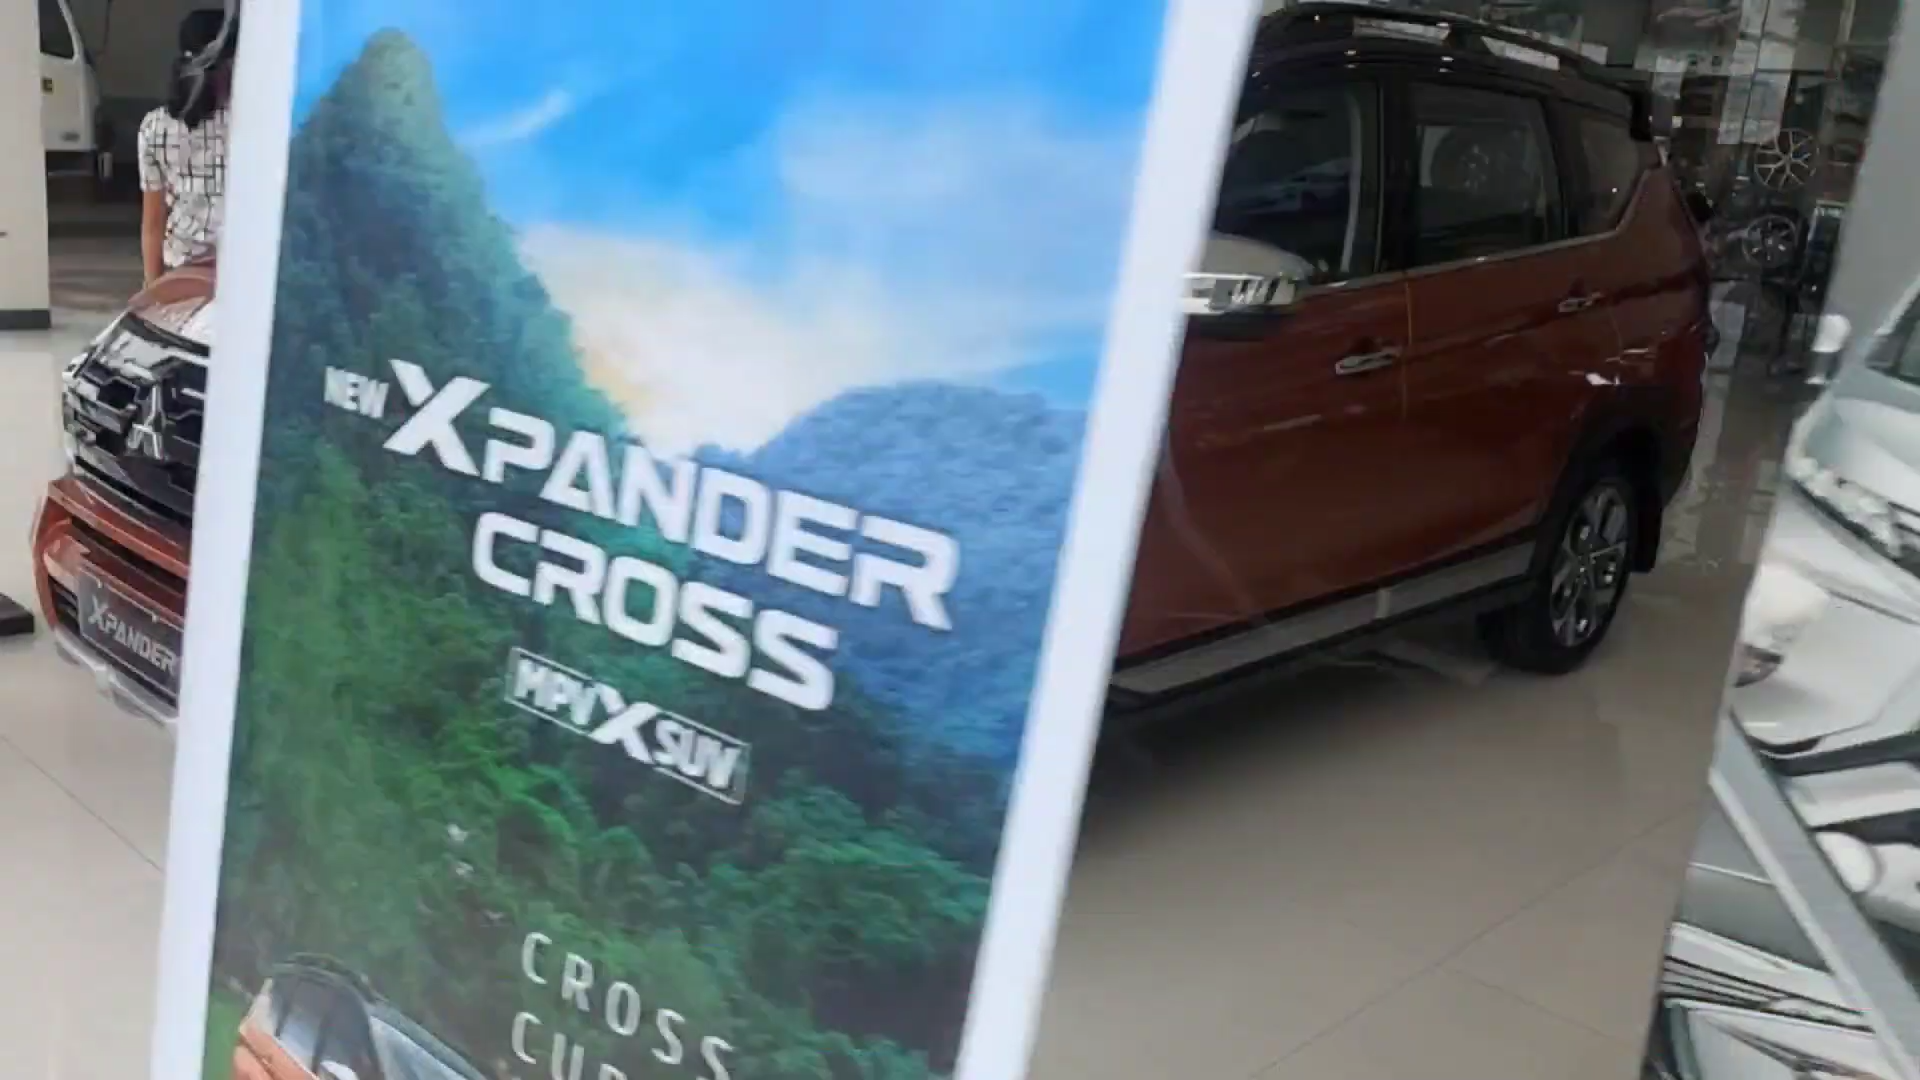 NEW XPANDER
CROSS
MPV X SUV
CROSS
XPANDER